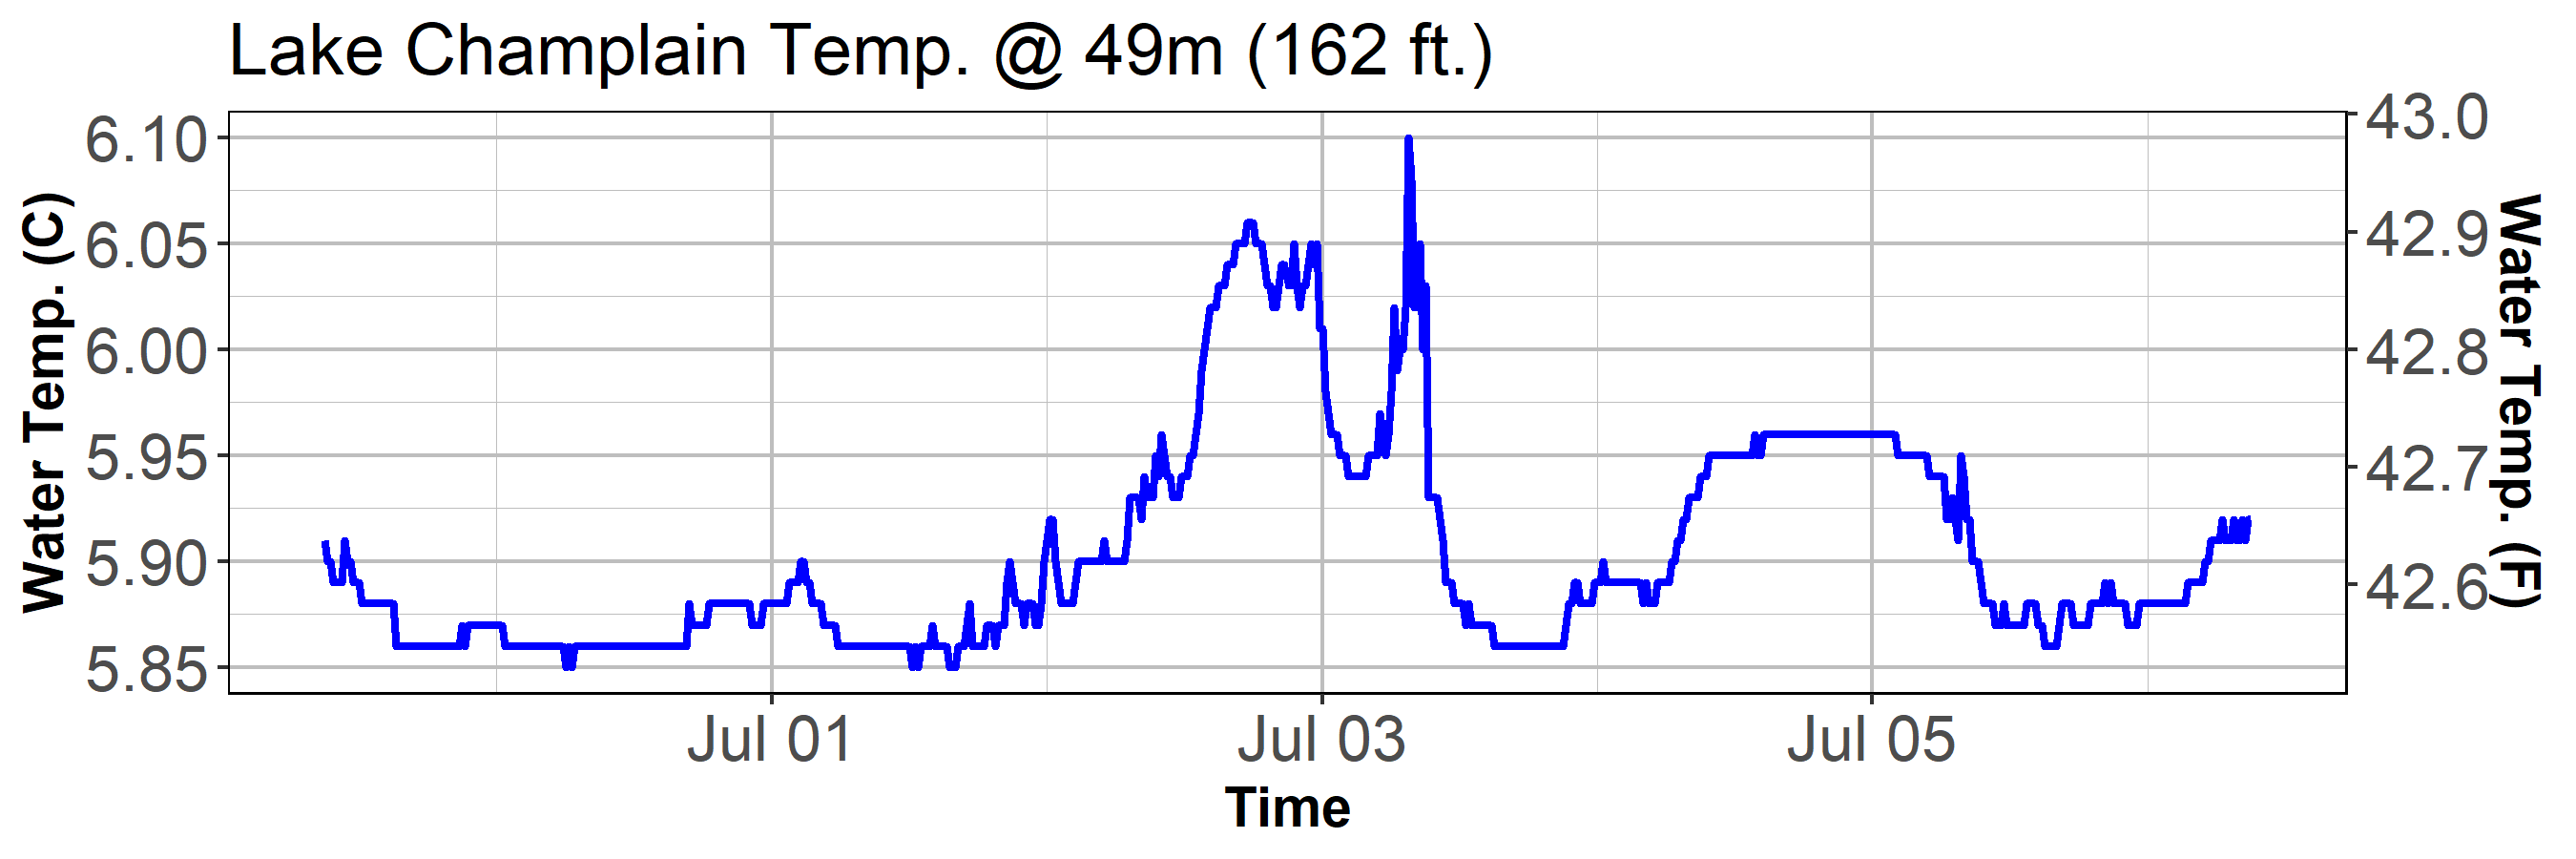 Lake Champlain Temp. @ 49m (162 ft.)
Water Temp. (C)
6.10
6.05
6.00
5.95
5.90
5.85
43.0
42.9
42.8
42.7
42.6
Water Temp. (F)
Jul 01
Jul 03
Jul 05
Time